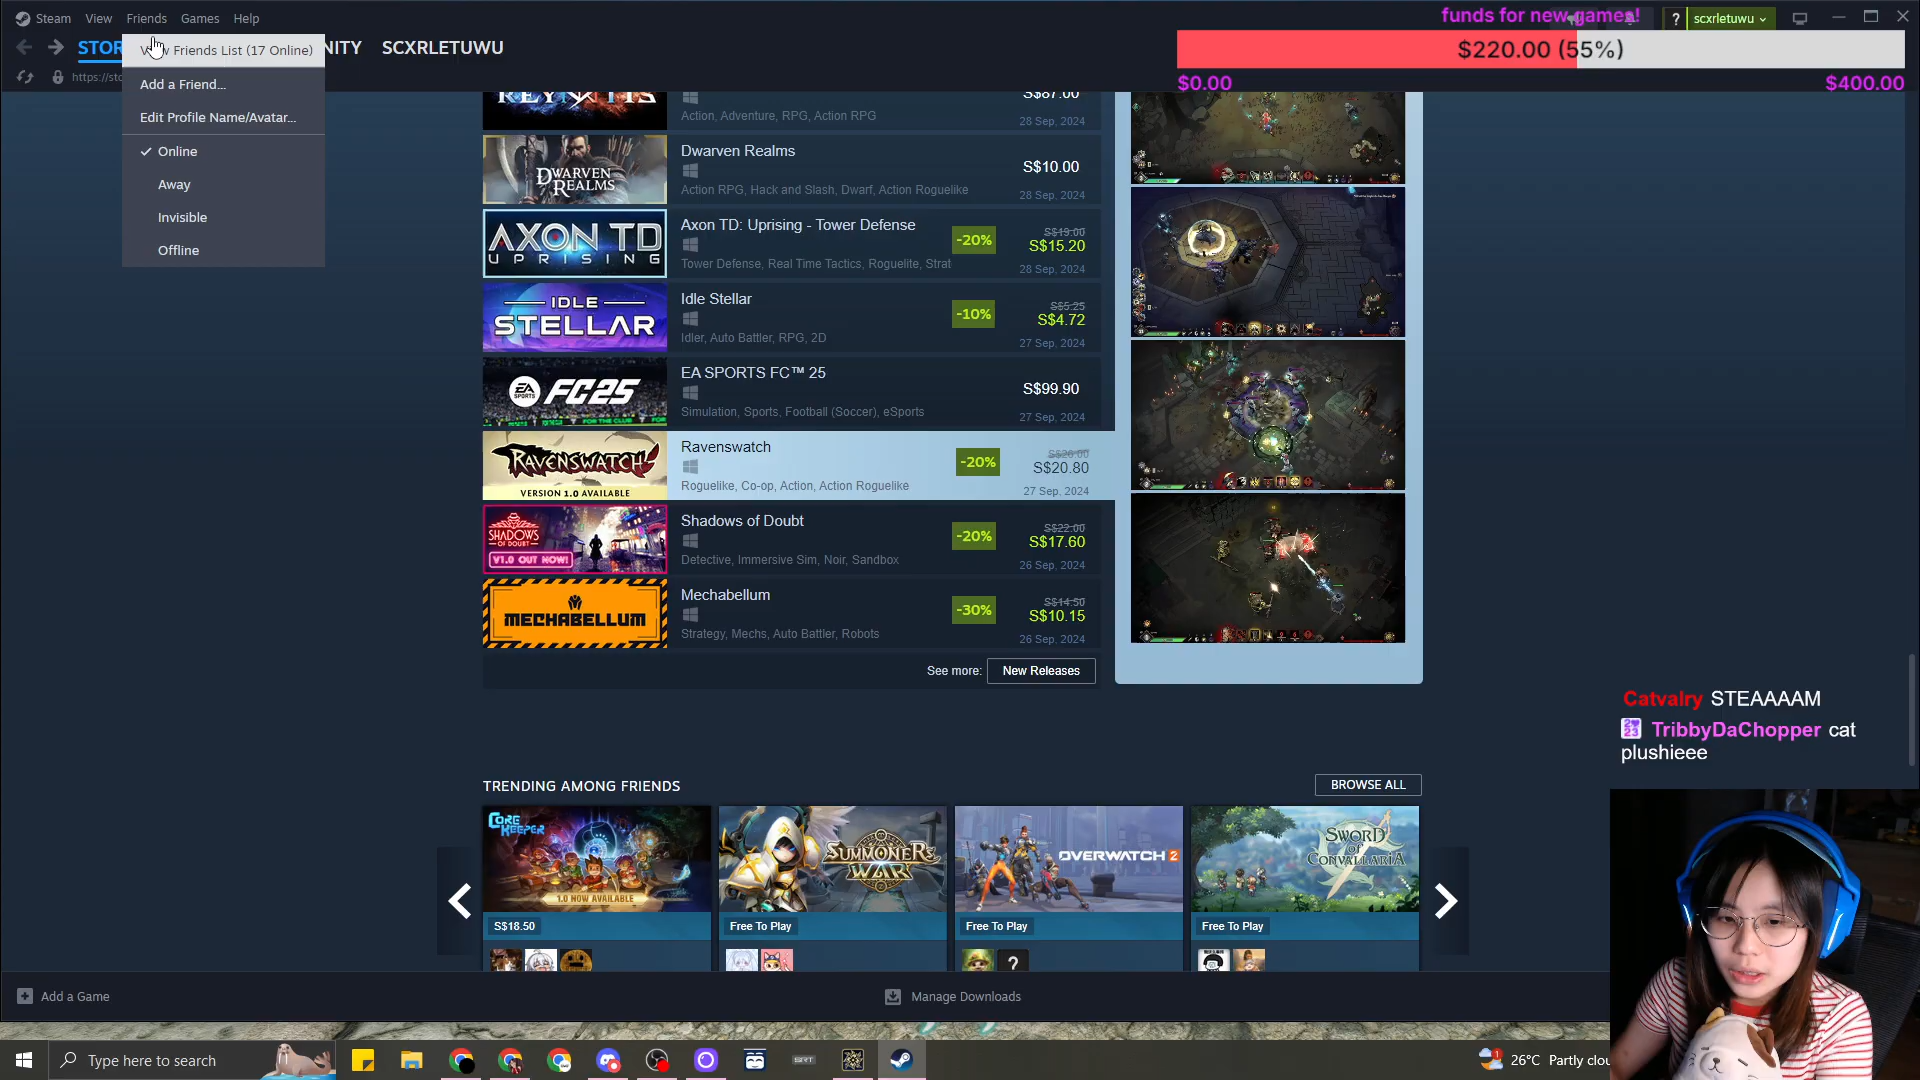 Steam View Friends Games Help
funds for new games!
? scxrletuwu
$220.00 (55%)
$0.00 $400.00
STOR NITY SCXRLETUWU
View Friends List (17 Online)
https://sto
Add a Friend...
Edit Profile Name/Avatar...
Online
Away
Invisible
Offline
REYNATIS
S$87.00
Action, Adventure, RPG, Action RPG
28 Sep, 2024
DWARVEN
REALMS
Dwarven Realms
S$10.00
Action RPG, Hack and Slash, Dwarf, Action Roguelike
28 Sep, 2024
AXON TD
UPRISING
Axon TD: Uprising - Tower Defense
-20%
S$19.00
S$15.20
Tower Defense, Real Time Tactics, Roguelite, Strat
28 Sep, 2024
IDLE
STELLAR
Idle Stellar
-10%
S$5.25
S$4.72
Idler, Auto Battler, RPG, 2D
27 Sep, 2024
EA SPORTS FC25
EA SPORTS FC™ 25
S$99.90
Simulation, Sports, Football (Soccer), eSports
27 Sep, 2024
RAVENSWATCH
VERSION 1.0 AVAILABLE
Ravenswatch
-20%
S$26.00
S$20.80
Roguelike, Co-op, Action, Action Roguelike
27 Sep, 2024
SHADOWS
OF DOUBT
V1.0 OUT NOW!
Shadows of Doubt
-20%
S$22.00
S$17.60
Detective, Immersive Sim, Noir, Sandbox
26 Sep, 2024
MECHABELLUM
Mechabellum
-30%
S$14.50
S$10.15
Strategy, Mechs, Auto Battler, Robots
26 Sep, 2024
See more: New Releases
Catvalry STEAAAAM
TribbyDaChopper cat
plushieee
TRENDING AMONG FRIENDS
BROWSE ALL
CORE
KEEPER
1.0 NOW AVAILABLE
SUMMONERS
WAR
OVERWATCH 2
SWORD
OF
CONVALLARIA
S$18.50
Free To Play
Free To Play
Free To Play
?
Add a Game
Manage Downloads
Type here to search
26°C Partly clou